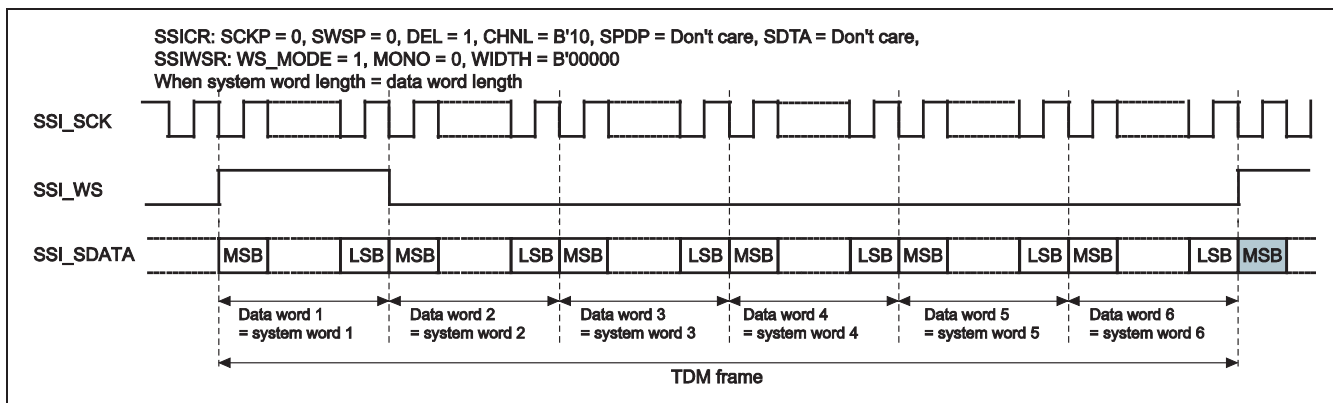 SSICR: SCKP = 0, SWSP = 0, DEL = 1, CHNL = B'10, SPDP = Don't care, SDTA = Don't care,
SSIWSR: WS_MODE = 1, MONO = 0, WIDTH = B'00000
When system word length = data word length
SSI_SCK
SSI_WS
SSI_SDATA
MSB LSB MSB LSB MSB LSB MSB LSB MSB LSB MSB LSB MSB
Data word 1
= system word 1
Data word 2
= system word 2
Data word 3
= system word 3
Data word 4
= system word 4
Data word 5
= system word 5
Data word 6
= system word 6
TDM frame